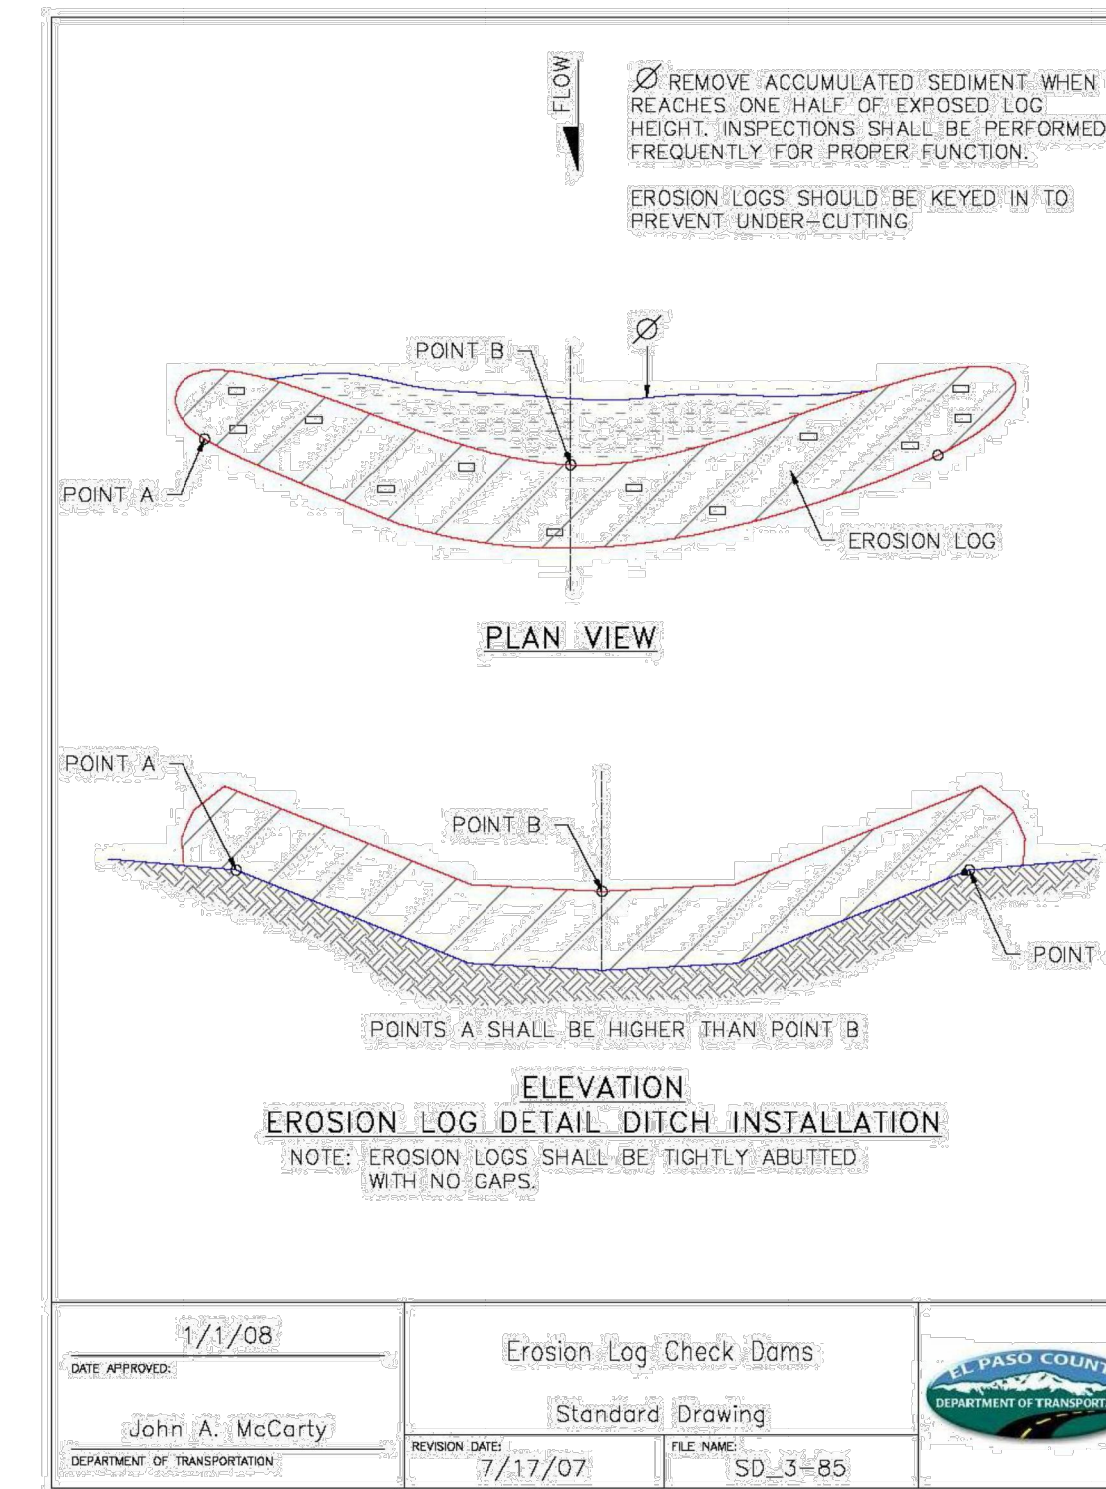 FLOW
Ø REMOVE ACCUMULATED SEDIMENT WHEN
REACHES ONE HALF OF EXPOSED LOG
HEIGHT. INSPECTIONS SHALL BE PERFORMED
FREQUENTLY FOR PROPER FUNCTION.
EROSION LOGS SHOULD BE KEYED IN TO
PREVENT UNDER-CUTTING
Ø
POINT B
POINT A
EROSION LOG
PLAN VIEW
POINT A
POINT B
POINT
POINTS A SHALL BE HIGHER THAN POINT B
ELEVATION
EROSION LOG DETAIL DITCH INSTALLATION
NOTE: EROSION LOGS SHALL BE TIGHTLY ABUTTED
WITH NO GAPS.
1/1/08
DATE APPROVED:
John A. McCarty
DEPARTMENT OF TRANSPORTATION
Erosion Log Check Dams
Standard Drawing
REVISION DATE:
7/17/07
FILE NAME:
SD_3-85
EL PASO COUNT
DEPARTMENT OF TRANSPORTA